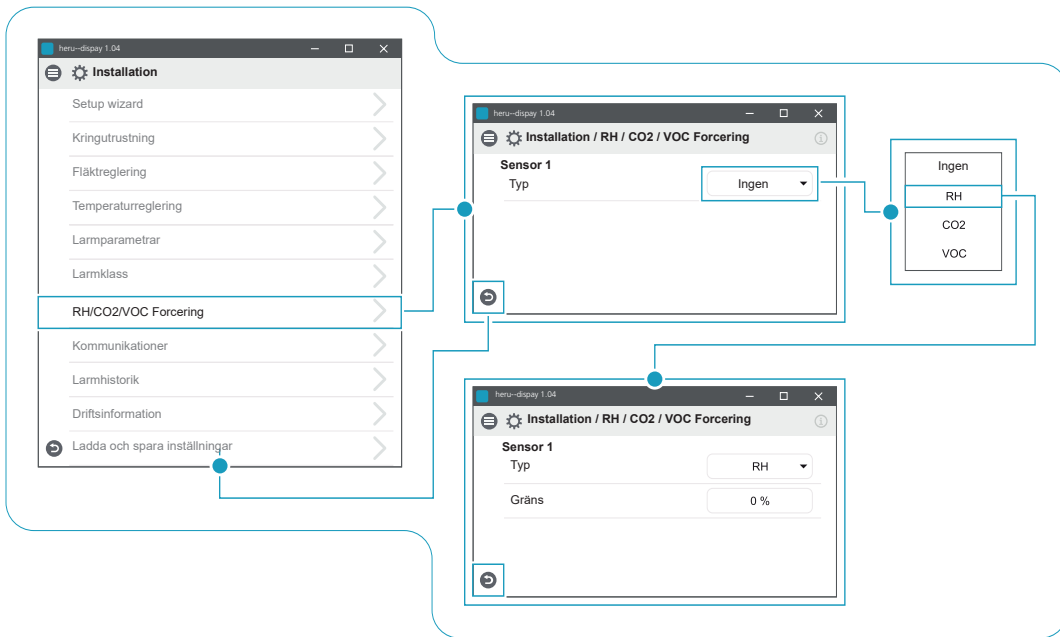 heru--dispay 1.04
Installation
Setup wizard
Kringutrustning
Fläktreglering
Temperaturreglering
Larmparametrar
Larmklass
RH/CO2/VOC Forcering
Kommunikationer
Larmhistorik
Driftsinformation
Ladda och spara inställningar
heru--dispay 1.04
Installation / RH / CO2 / VOC Forcering
Sensor 1
Typ Ingen
Ingen
RH
CO2
VOC
heru--dispay 1.04
Installation / RH / CO2 / VOC Forcering
Sensor 1
Typ RH
Gräns 0 %